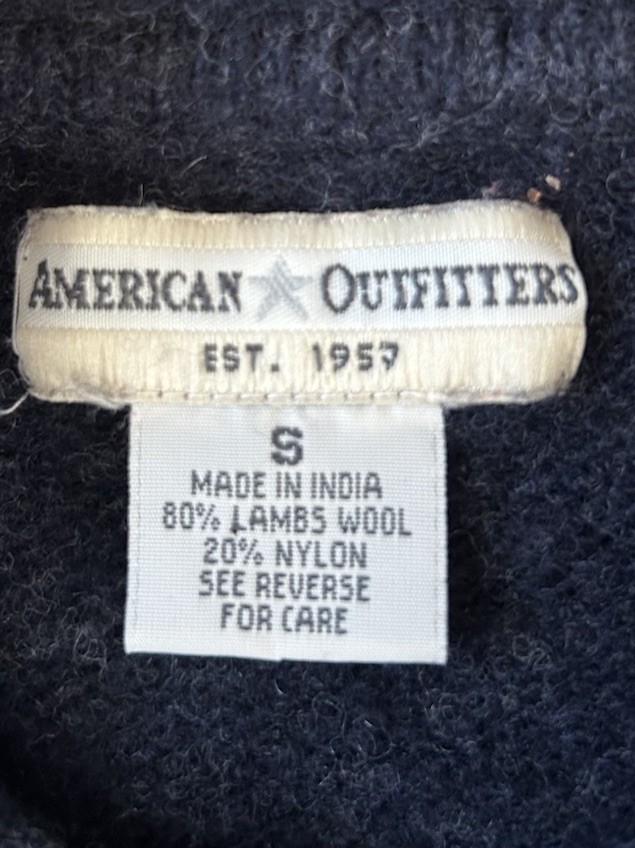 AMERICAN OUTFITTERS
EST. 1957
S
MADE IN INDIA
80% LAMBS WOOL
20% NYLON
SEE REVERSE
FOR CARE